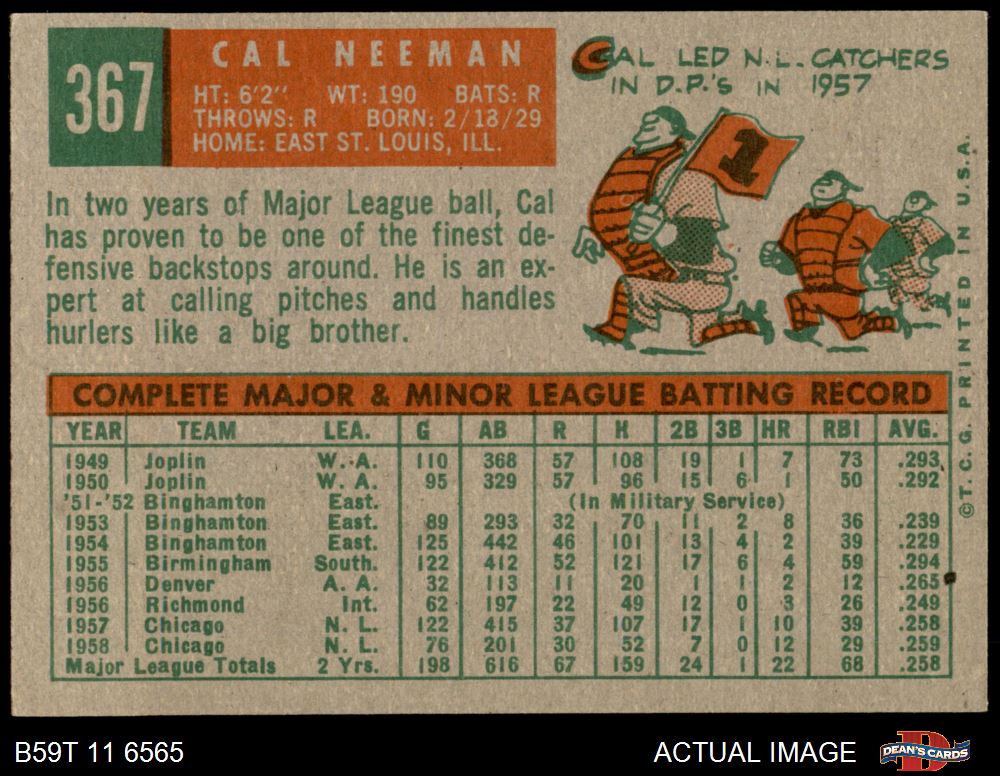 367
CAL NEEMAN
HT: 6'2" WT: 190 BATS: R
THROWS: R BORN: 2/18/29
HOME: EAST ST. LOUIS, ILL.
CAL LED N.L. CATCHERS
IN D.P.'S IN 1957
1
In two years of Major League ball, Cal
has proven to be one of the finest de-
fensive backstops around. He is an ex-
pert at calling pitches and handles
hurlers like a big brother.
COMPLETE MAJOR & MINOR LEAGUE BATTING RECORD
YEAR TEAM LEA. G AB R H 2B 3B HR RBI AVG.
1949 Joplin W. A. 110 368 57 108 19 1 7 73 .293
1950 Joplin W. A. 95 329 57 96 15 6 1 50 .292
'51-'52 Binghamton East. (In Military Service)
1953 Binghamton East. 89 293 32 70 11 2 8 36 .239
1954 Binghamton East. 125 442 46 101 13 4 2 39 .229
1955 Birmingham South. 122 412 52 121 17 6 4 59 .294
1956 Denver A. A. 32 113 11 20 1 1 2 12 .265
1956 Richmond Int. 62 197 22 49 12 0 3 26 .249
1957 Chicago N. L. 122 415 37 107 17 1 10 39 .258
1958 Chicago N. L. 76 201 30 52 7 0 12 29 .259
Major League Totals 2 Yrs. 198 616 67 159 24 1 22 68 .258
©T. C. G. PRINTED IN U.S.A.
B59T 11 6565
ACTUAL IMAGE
D
DEAN'S CARDS